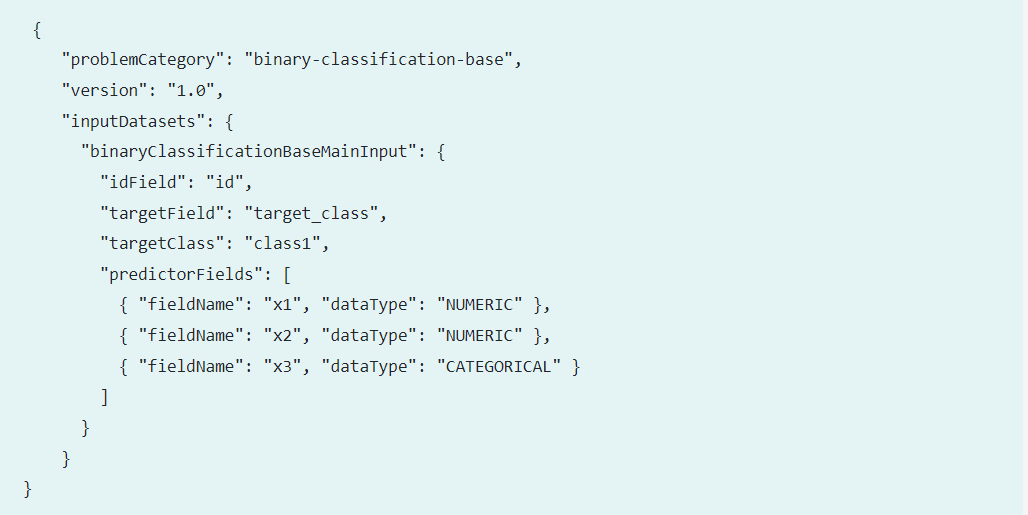 {
"problemCategory": "binary-classification-base",
"version": "1.0",
"inputDatasets": {
"binaryClassificationBaseMainInput": {
"idField": "id",
"targetField": "target_class",
"targetClass": "class1",
"predictorFields": [
{ "fieldName": "x1", "dataType": "NUMERIC" },
{ "fieldName": "x2", "dataType": "NUMERIC" },
{ "fieldName": "x3", "dataType": "CATEGORICAL" }
]
}
}
}